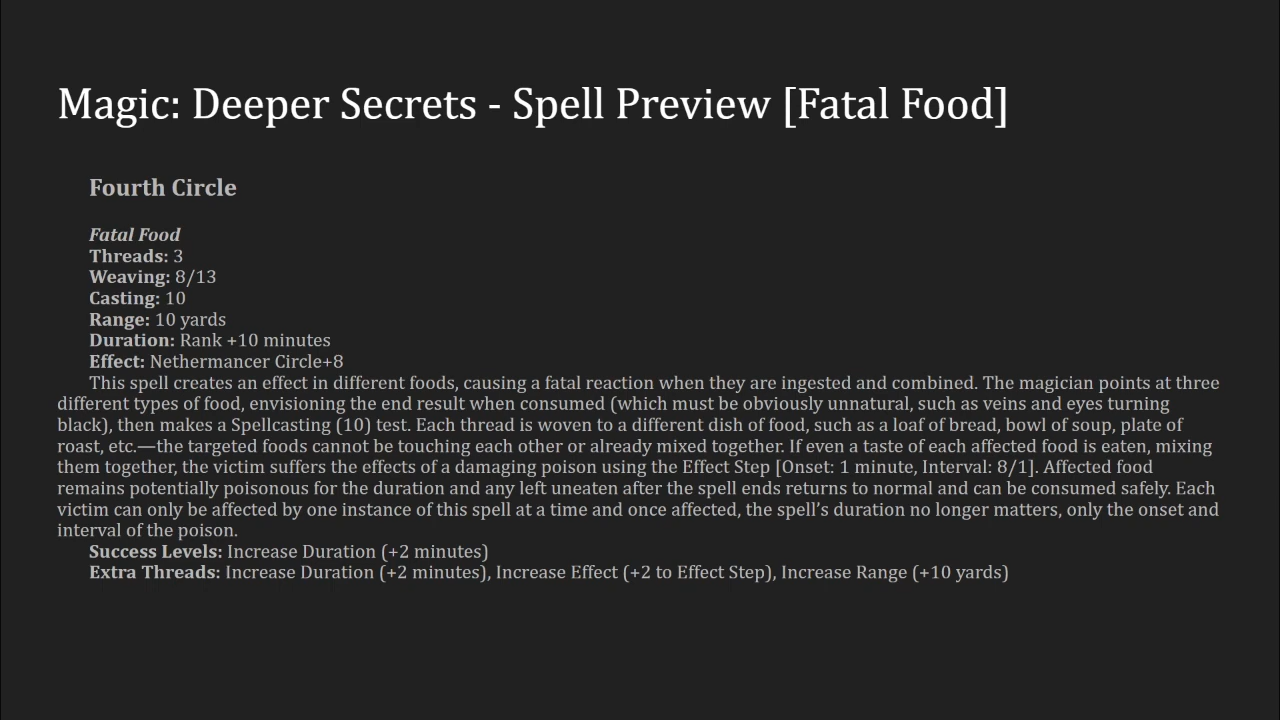 Magic: Deeper Secrets - Spell Preview [Fatal Food]
Fourth Circle
Fatal Food
Threads: 3
Weaving: 8/13
Casting: 10
Range: 10 yards
Duration: Rank +10 minutes
Effect: Nethermancer Circle+8
This spell creates an effect in different foods, causing a fatal reaction when they are ingested and combined. The magician points at three
different types of food, envisioning the end result when consumed (which must be obviously unnatural, such as veins and eyes turning
black), then makes a Spellcasting (10) test. Each thread is woven to a different dish of food, such as a loaf of bread, bowl of soup, plate of
roast, etc.—the targeted foods cannot be touching each other or already mixed together. If even a taste of each affected food is eaten, mixing
them together, the victim suffers the effects of a damaging poison using the Effect Step [Onset: 1 minute, Interval: 8/1]. Affected food
remains potentially poisonous for the duration and any left uneaten after the spell ends returns to normal and can be consumed safely. Each
victim can only be affected by one instance of this spell at a time and once affected, the spell’s duration no longer matters, only the onset and
interval of the poison.
Success Levels: Increase Duration (+2 minutes)
Extra Threads: Increase Duration (+2 minutes), Increase Effect (+2 to Effect Step), Increase Range (+10 yards)